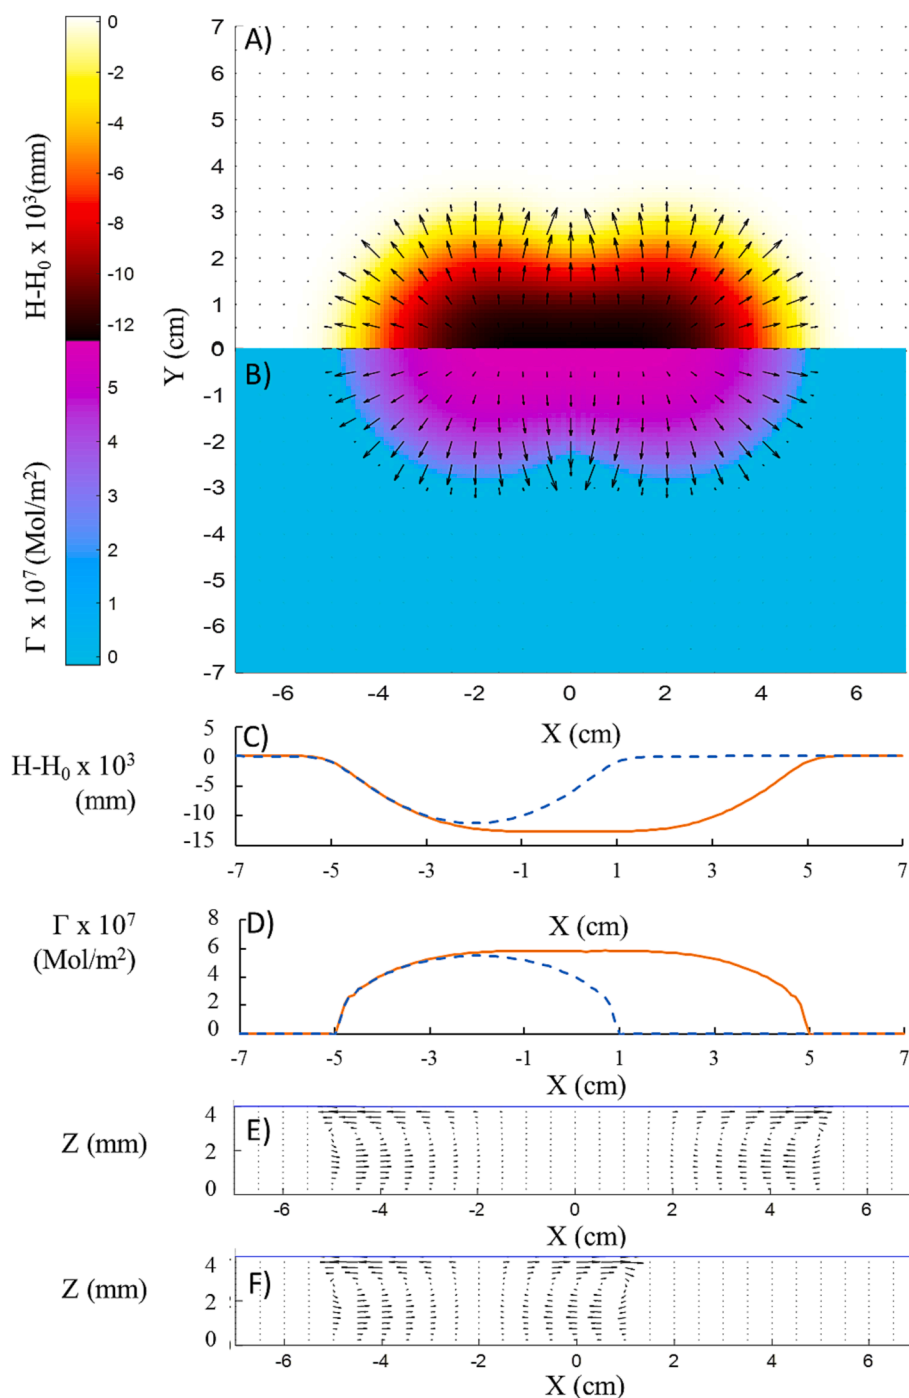 H-H₀ x 10³(mm)
0
-2
-4
-6
-8
-10
-12
Γ x 10⁷ (Mol/m²)
5
4
3
2
1
0
A)
Y (cm)
7
6
5
4
3
2
1
0
B)
-1
-2
-3
-4
-5
-6
-7
-6 -4 -2 0 2 4 6
X (cm)
C)
H-H₀ x 10³
(mm)
5
0
-5
-10
-15
-7 -5 -3 -1 1 3 5 7
X (cm)
D)
Γ x 10⁷
(Mol/m²)
8
6
4
2
0
-7 -5 -3 -1 1 3 5 7
X (cm)
E)
Z (mm)
4
2
0
-6 -4 -2 0 2 4 6
X (cm)
F)
Z (mm)
4
2
0
-6 -4 -2 0 2 4 6
X (cm)